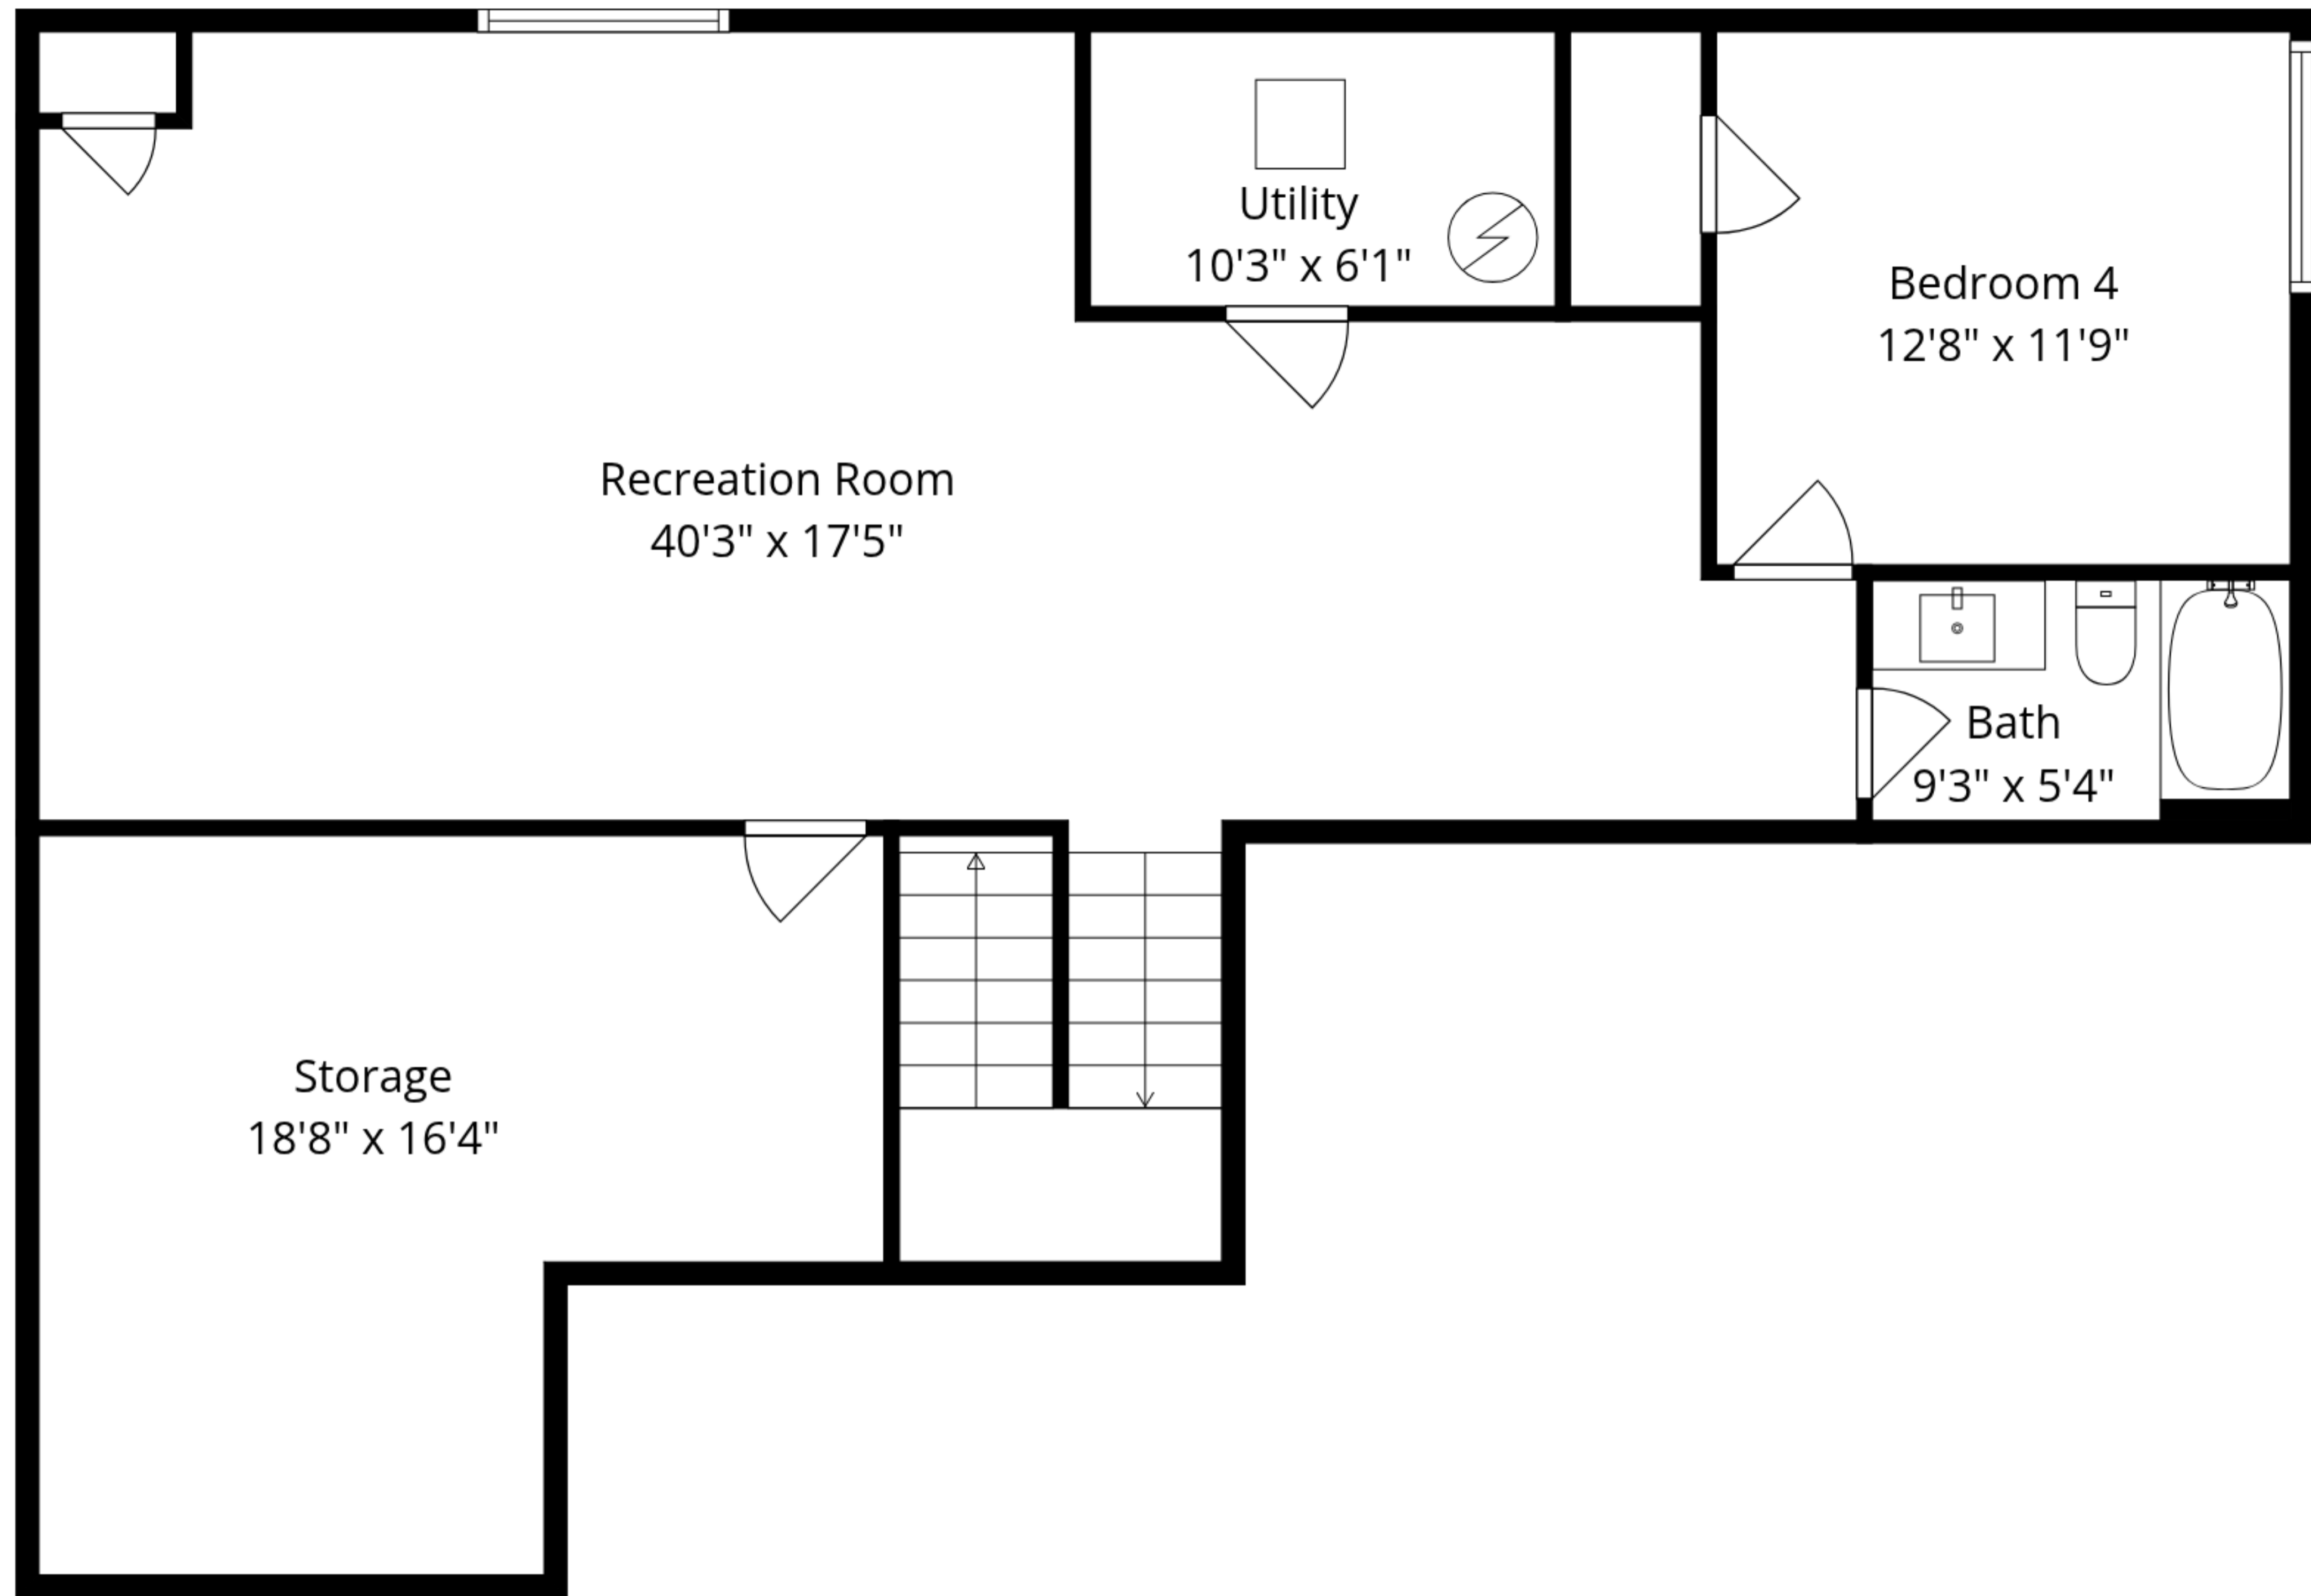 Utility
10'3" x 6'1"
Bedroom 4
12'8" x 11'9"
Recreation Room
40'3" x 17'5"
Bath
9'3" x 5'4"
Storage
18'8" x 16'4"